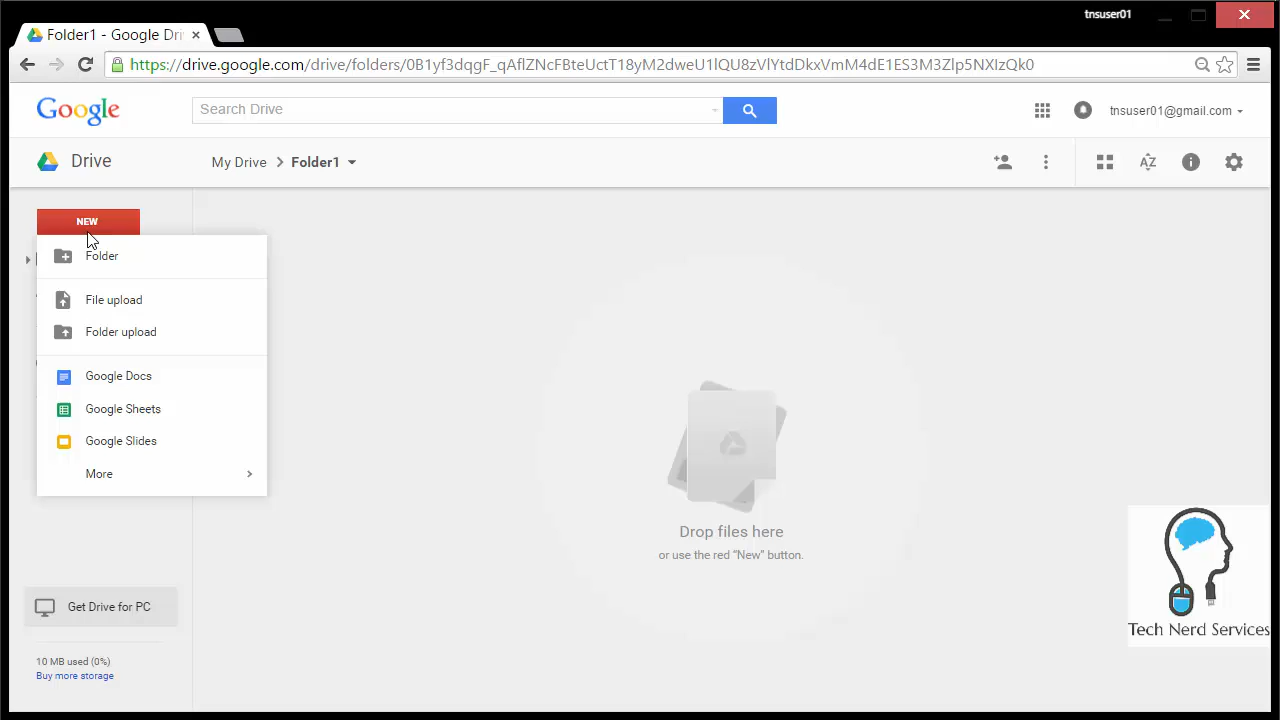 tnsuser01
Folder1 - Google Dri
https://drive.google.com/drive/folders/0B1yf3dqgF_qAflZNcFBteUctT18yM2dweU1lQU8zVlYtdDkxVmM4dE1ES3M3Zlp5NXIzQk0
Google
Search Drive
tnsuser01@gmail.com
Drive
My Drive > Folder1
AZ
NEW
Folder
File upload
Folder upload
Google Docs
Google Sheets
Google Slides
More
Drop files here
or use the red “New” button.
Get Drive for PC
Tech Nerd Services
10 MB used (0%)
Buy more storage